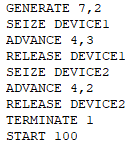 GENERATE 7,2
SEIZE DEVICE1
ADVANCE 4,3
RELEASE DEVICE1
SEIZE DEVICE2
ADVANCE 4,2
RELEASE DEVICE2
TERMINATE 1
START 100